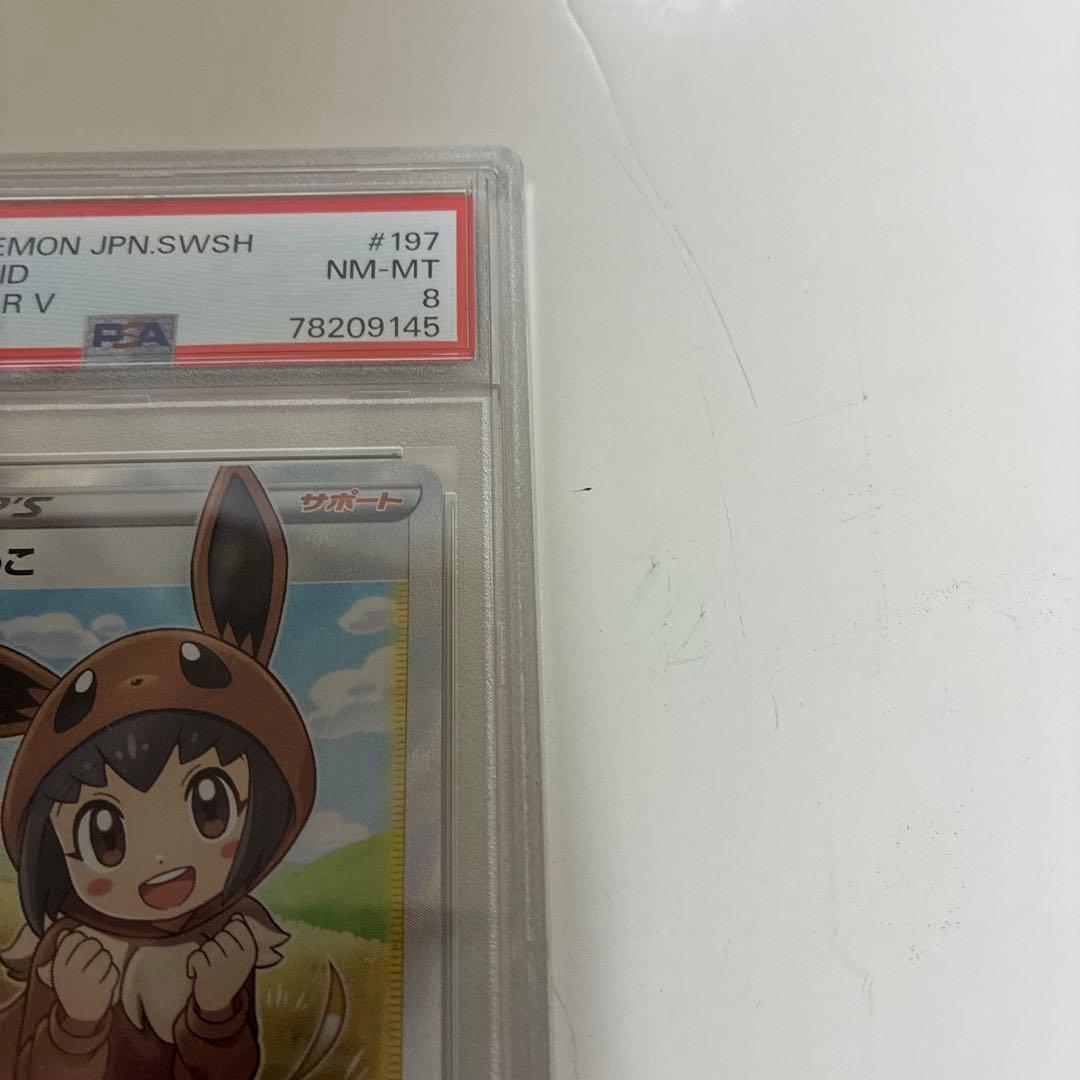 EMON JPN.SWSH #197
ID NM-MT
R V 8
PSA 78209145
R'S サポート
こ